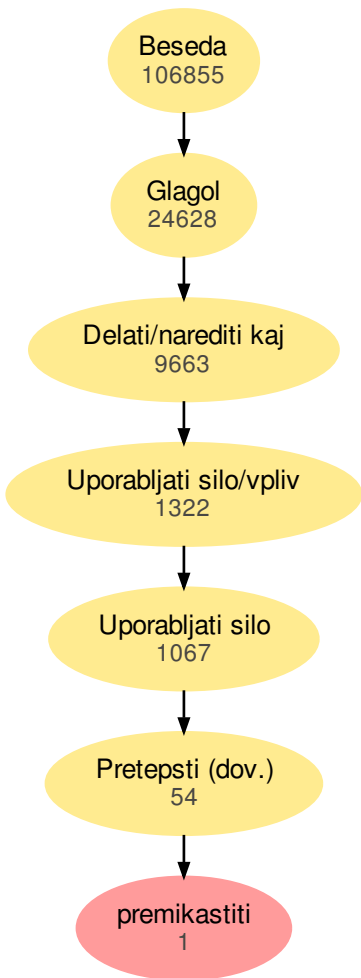 Beseda
106855
Glagol
24628
Delati/narediti kaj
9663
Uporabljati silo/vpliv
1322
Uporabljati silo
1067
Pretepsti (dov.)
54
premikastiti
1